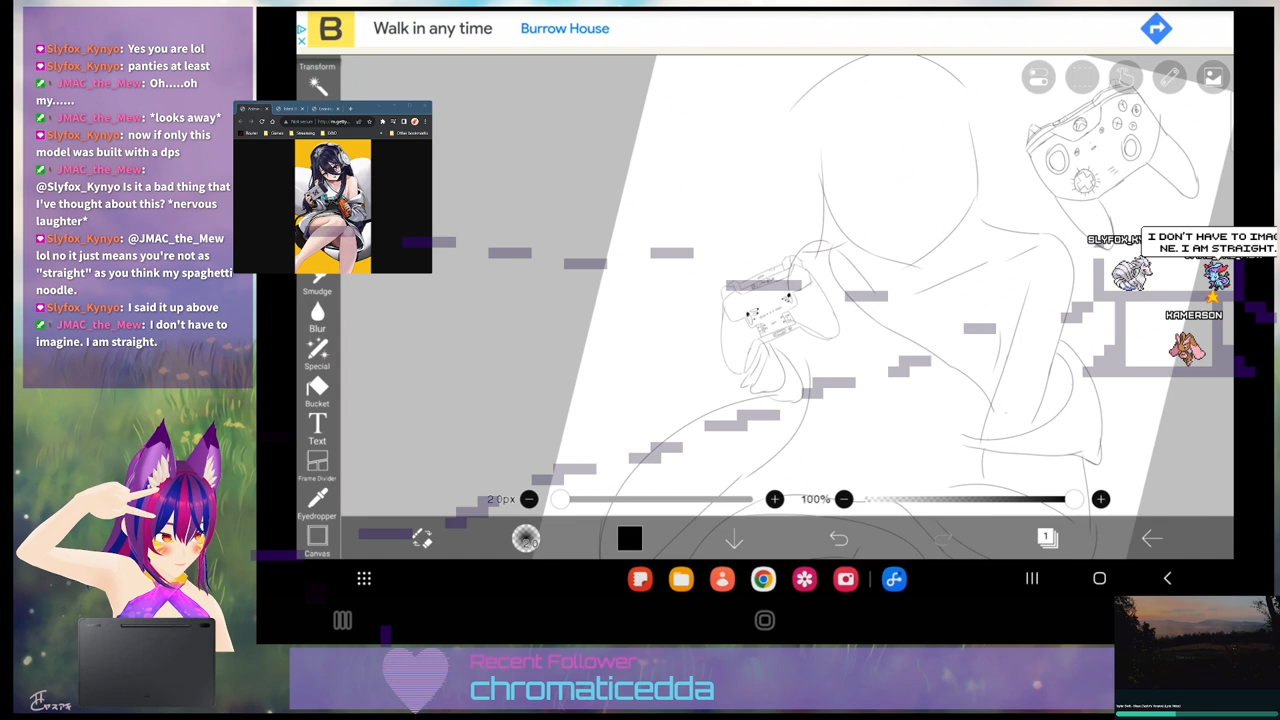 Slyfox_Kynyo: Yes you are lol
Slyfox_Kynyo: panties at least
JMAC_the_Mew: Oh.....oh
my......
JMAC_the_Mew: *looks away*
Slyfox_Kynyo: now if only this
model was built with a dps
JMAC_the_Mew:
@Slyfox_Kynyo Is it a bad thing that
I've thought about this? *nervous
laughter*
Slyfox_Kynyo: @JMAC_the_Mew
lol no it just means you're not as
"straight" as you think my spaghetti
noodle.
Slyfox_Kynyo: I said it up above
JMAC_the_Mew: I don't have to
imagine. I am straight.
B
Walk in any time
Burrow House
Transform
Smudge
Blur
Special
Bucket
T
Text
Frame Divider
Eyedropper
Canvas
Other bookmarks
2.0px
100%
1
SLYFOX_KY
I DON'T HAVE TO IMAG
NE. I AM STRAIGHT.
KAMERSON
Recent Follower
chromaticedda